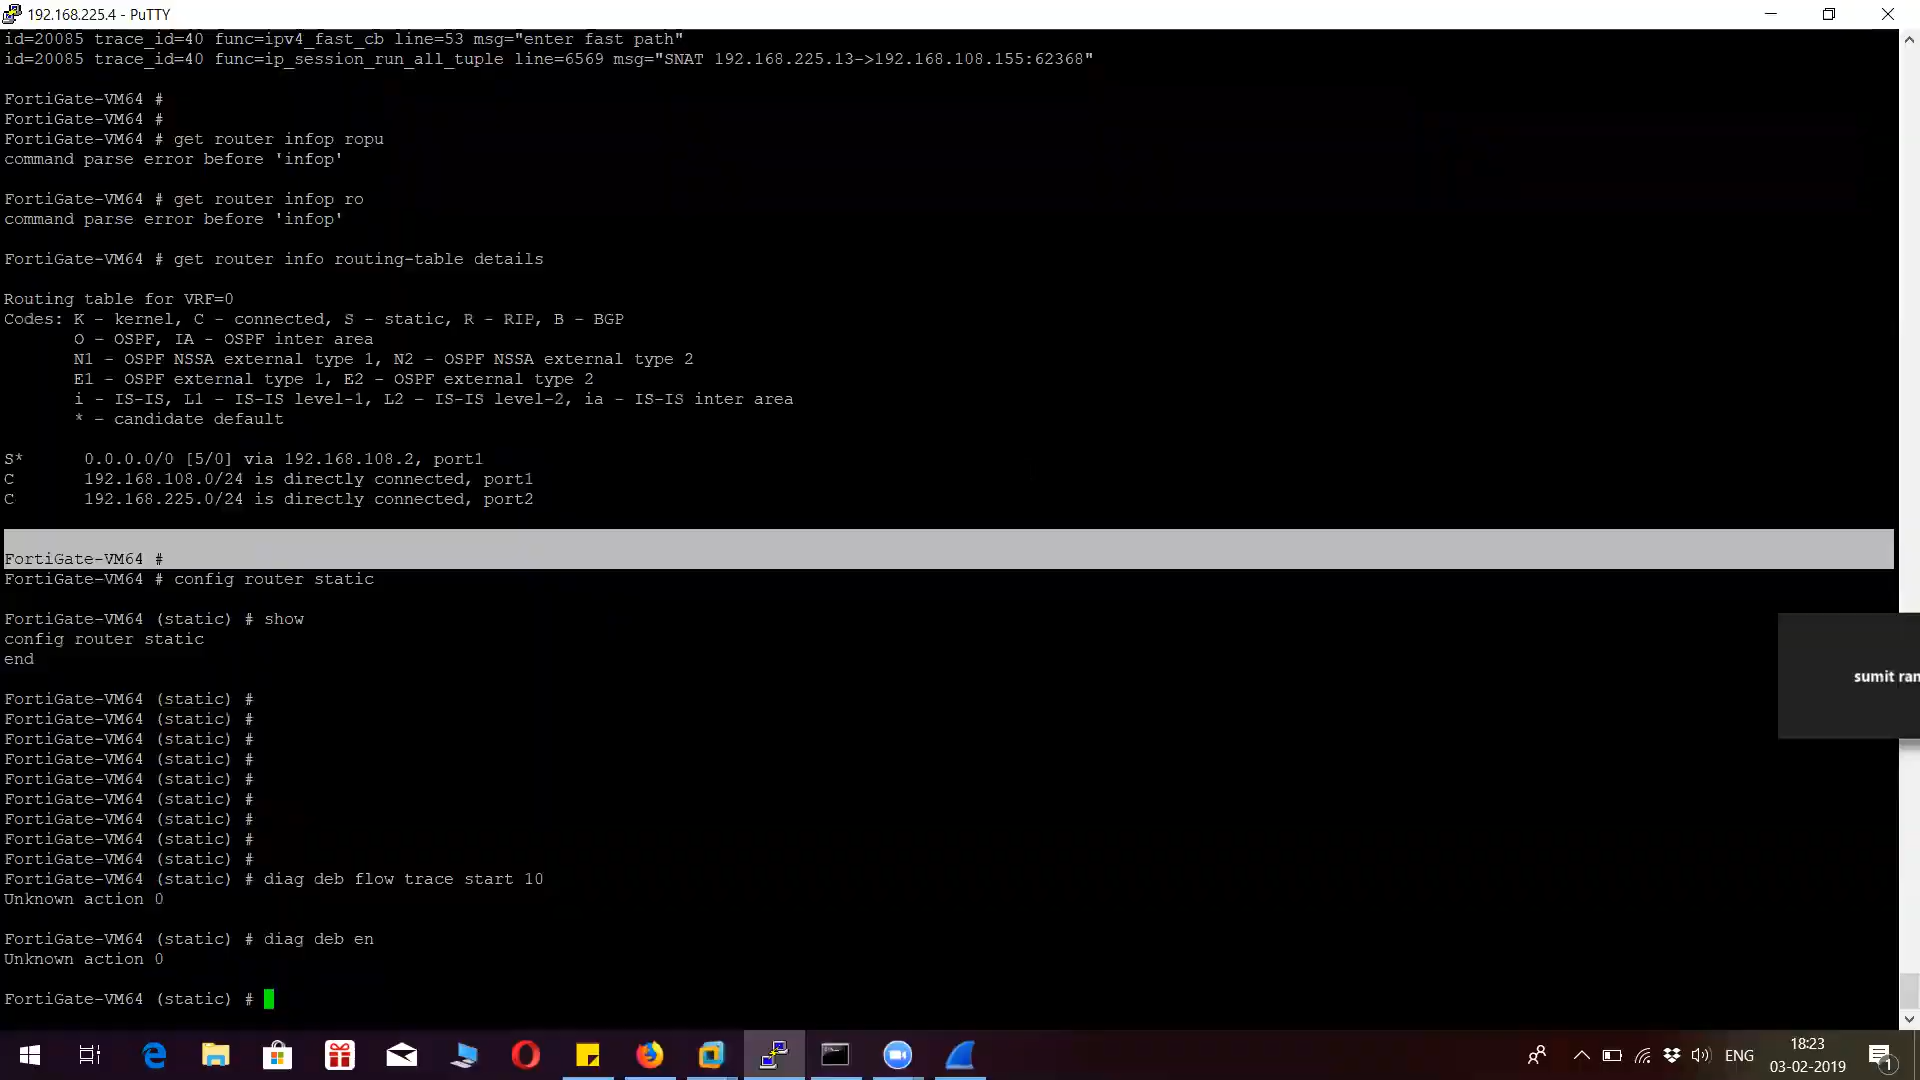 192.168.225.4 - PuTTY
id=20085 trace_id=40 func=ipv4_fast_cb line=53 msg="enter fast path"
id=20085 trace_id=40 func=ip_session_run_all_tuple line=6569 msg="SNAT 192.168.225.13->192.168.108.155:62368"
FortiGate-VM64 #
FortiGate-VM64 #
FortiGate-VM64 # get router infop ropu
command parse error before 'infop'
FortiGate-VM64 # get router infop ro
command parse error before 'infop'
FortiGate-VM64 # get router info routing-table details
Routing table for VRF=0
Codes: K - kernel, C - connected, S - static, R - RIP, B - BGP
O - OSPF, IA - OSPF inter area
N1 - OSPF NSSA external type 1, N2 - OSPF NSSA external type 2
E1 - OSPF external type 1, E2 - OSPF external type 2
i - IS-IS, L1 - IS-IS level-1, L2 - IS-IS level-2, ia - IS-IS inter area
* - candidate default
S* 0.0.0.0/0 [5/0] via 192.168.108.2, port1
C 192.168.108.0/24 is directly connected, port1
C 192.168.225.0/24 is directly connected, port2
FortiGate-VM64 #
FortiGate-VM64 # config router static
FortiGate-VM64 (static) # show
config router static
end
FortiGate-VM64 (static) #
FortiGate-VM64 (static) #
FortiGate-VM64 (static) #
FortiGate-VM64 (static) #
FortiGate-VM64 (static) #
FortiGate-VM64 (static) #
FortiGate-VM64 (static) #
FortiGate-VM64 (static) #
FortiGate-VM64 (static) #
FortiGate-VM64 (static) # diag deb flow trace start 10
Unknown action 0
FortiGate-VM64 (static) # diag deb en
Unknown action 0
FortiGate-VM64 (static) #
sumit ran
ENG
18:23
03-02-2019
1